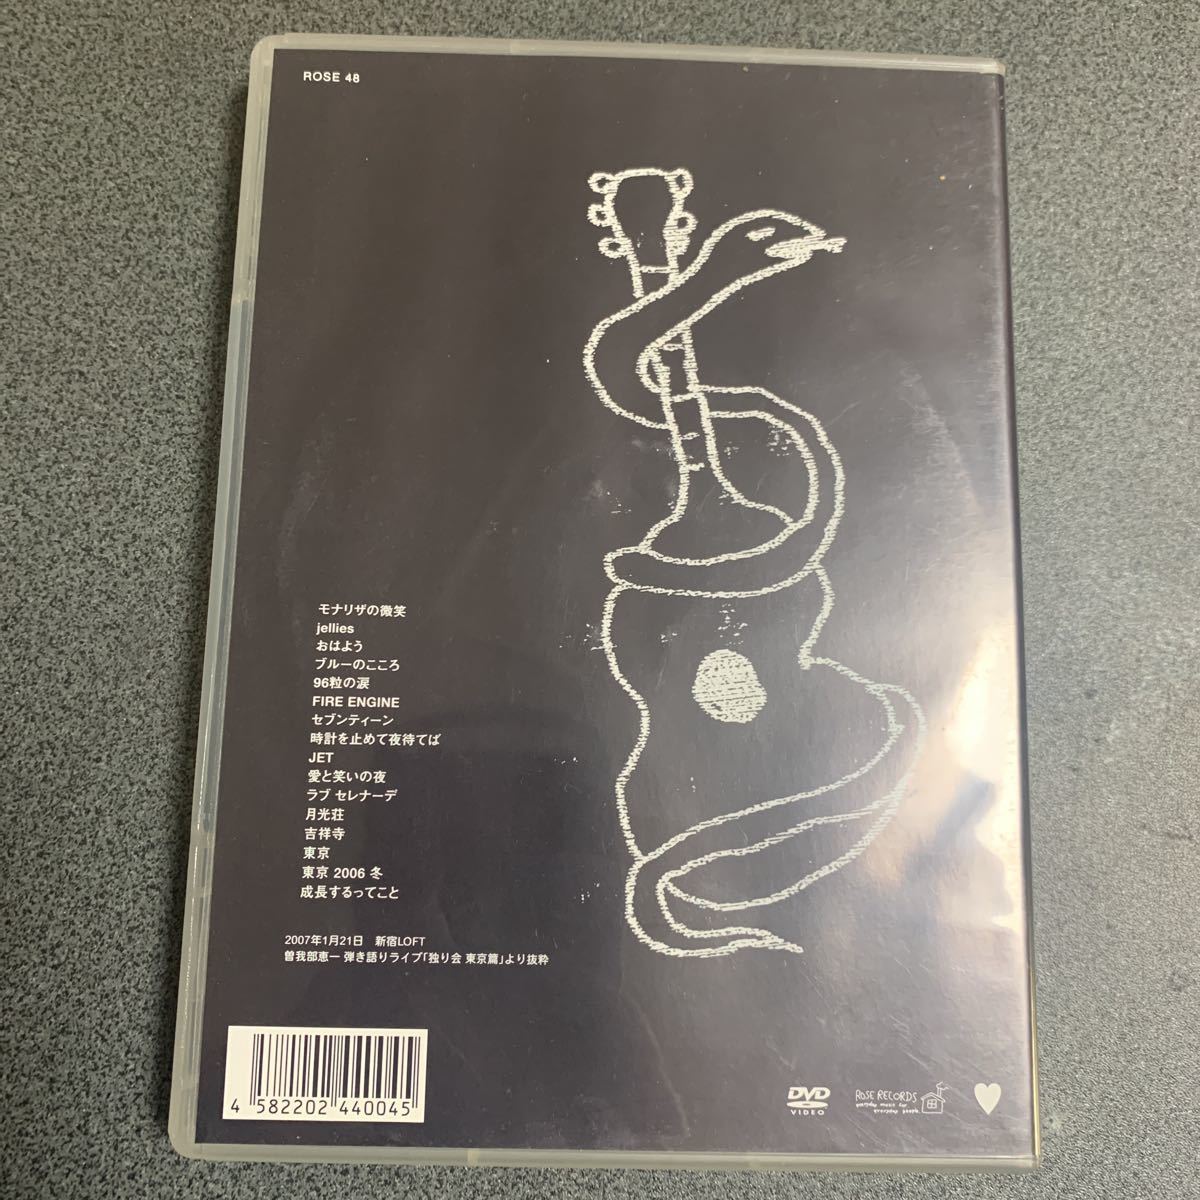 ROSE 48
モナリザの微笑
jellies
おはよう
ブルーのこころ
96粒の涙
FIRE ENGINE
セブンティーン
時計を止めて夜待てば
JET
愛と笑いの夜
ラブ セレナーデ
月光荘
吉祥寺
東京
東京 2006 冬
成長するってこと
2007年1月21日 新宿LOFT
曽我部恵一 弾き語りライブ「独り会 東京篇」より抜粋
4 582202 440045
DVD
VIDEO
ROSE RECORDS
everyday music for
everyday people